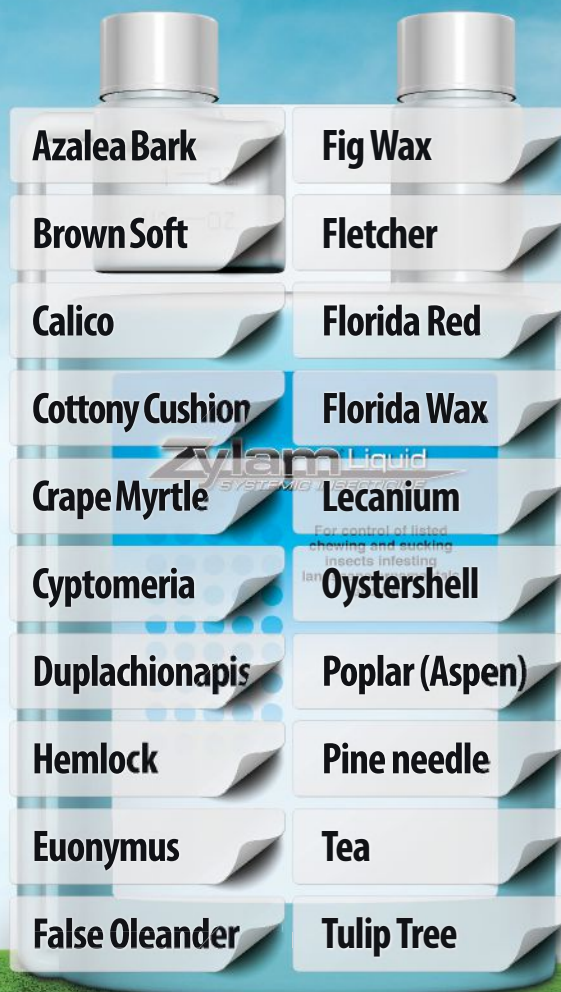 Azalea Bark
Fig Wax
Brown Soft
Fletcher
Calico
Florida Red
Cottony Cushion
Florida Wax
Zylam Liquid
SYSTEMIC INSECTICIDE
Crape Myrtle
Lecanium
For control of listed
chewing and sucking
insects infesting
Cyptomeria
Oystershell
Duplachionapis
Poplar (Aspen)
Hemlock
Pine needle
Euonymus
Tea
False Oleander
Tulip Tree